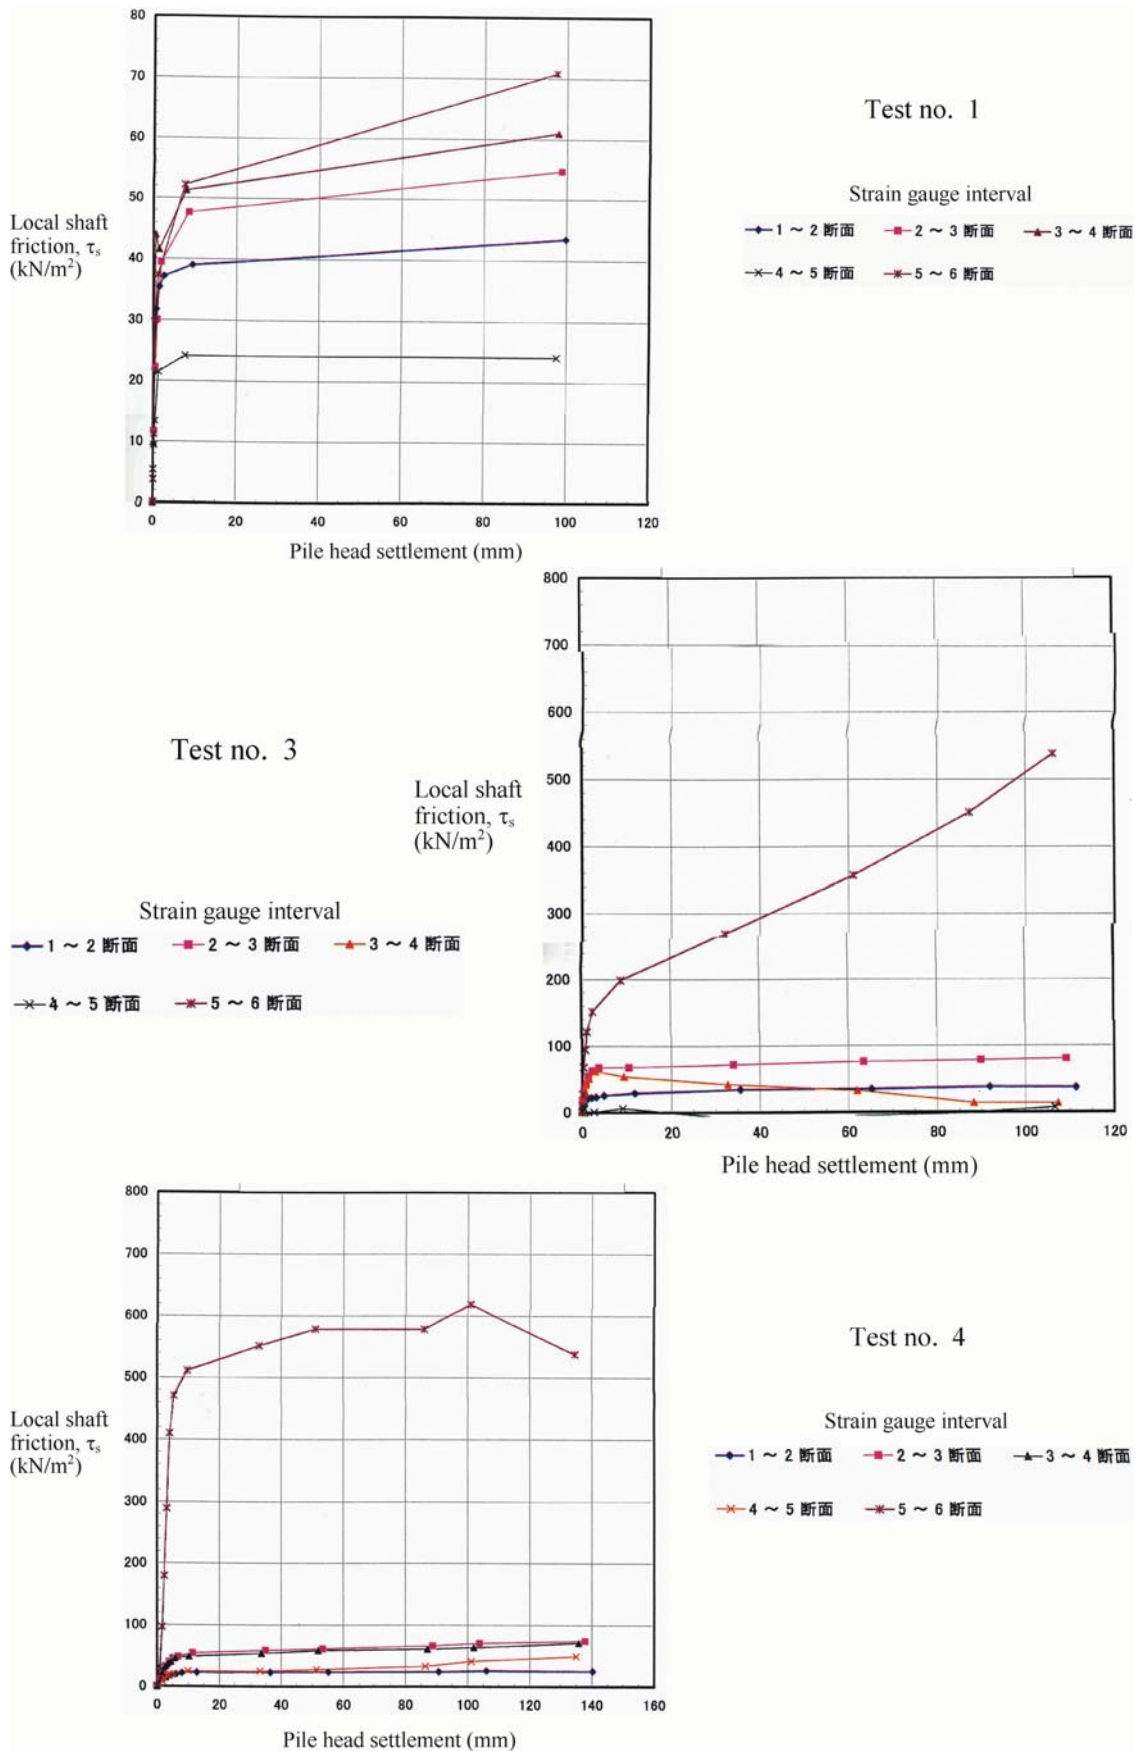 80
70
60
50
40
30
20
10
0
Local shaft
friction, τs
(kN/m²)
0 20 40 60 80 100 120
Pile head settlement (mm)
Test no. 1
Strain gauge interval
1 ~ 2 断面 2 ~ 3 断面 3 ~ 4 断面
4 ~ 5 断面 5 ~ 6 断面
Test no. 3
Strain gauge interval
1 ~ 2 断面 2 ~ 3 断面 3 ~ 4 断面
4 ~ 5 断面 5 ~ 6 断面
Local shaft
friction, τs
(kN/m²)
800
700
600
500
400
300
200
100
0
0 20 40 60 80 100 120
Pile head settlement (mm)
800
700
600
500
400
300
200
100
0
Local shaft
friction, τs
(kN/m²)
0 20 40 60 80 100 120 140 160
Pile head settlement (mm)
Test no. 4
Strain gauge interval
1 ~ 2 断面 2 ~ 3 断面 3 ~ 4 断面
4 ~ 5 断面 5 ~ 6 断面